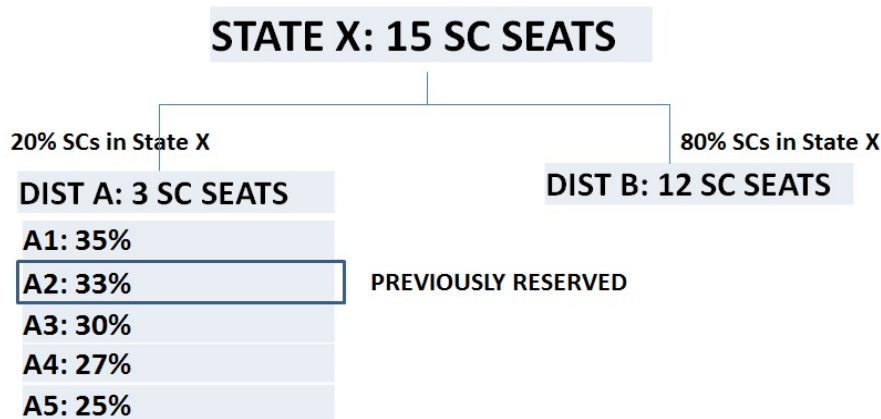 STATE X: 15 SC SEATS
20% SCs in State X
80% SCs in State X
DIST A: 3 SC SEATS
DIST B: 12 SC SEATS
A1: 35%
A2: 33%
PREVIOUSLY RESERVED
A3: 30%
A4: 27%
A5: 25%